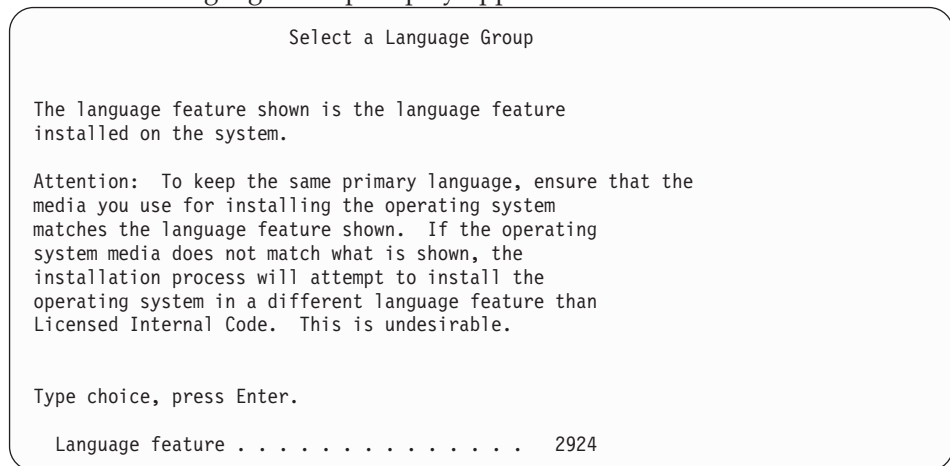 Select a Language Group
The language feature shown is the language feature
installed on the system.
Attention:  To keep the same primary language, ensure that the
media you use for installing the operating system
matches the language feature shown.  If the operating
system media does not match what is shown, the
installation process will attempt to install the
operating system in a different language feature than
Licensed Internal Code.  This is undesirable.
Type choice, press Enter.
Language feature . . . . . . . . . . . . . .   2924